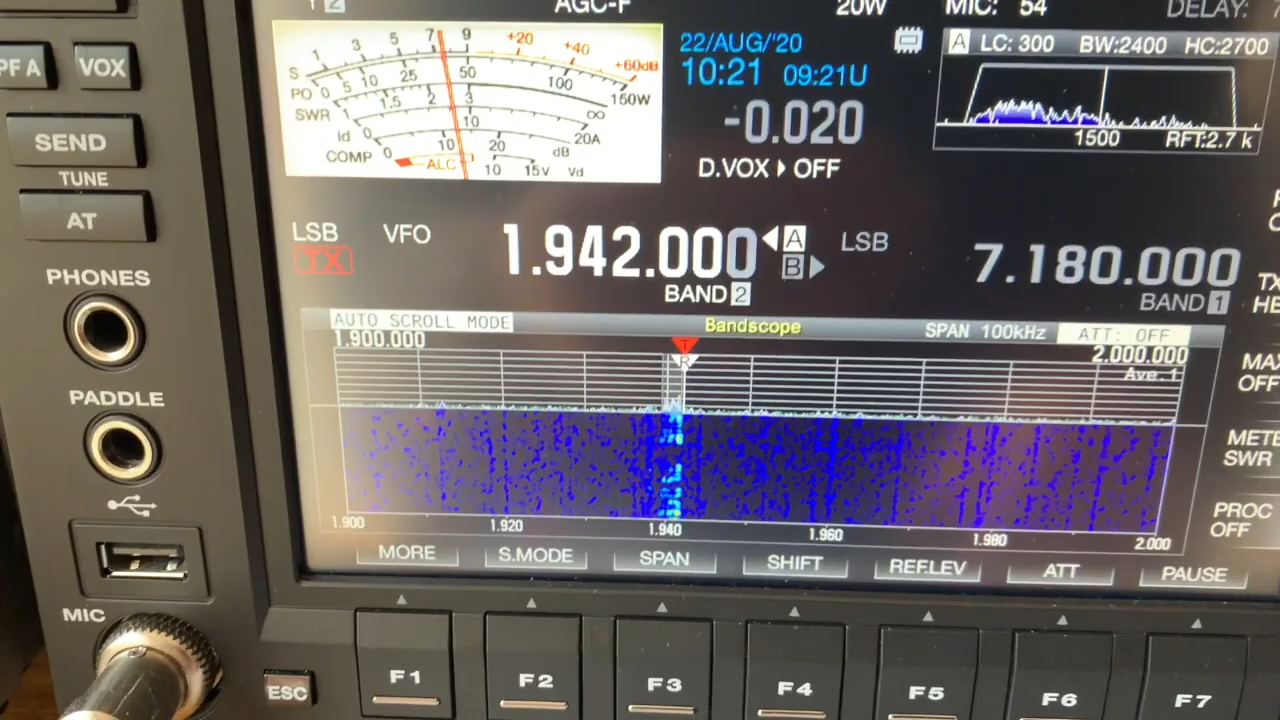 2 AGC-F 20W MIC: 54 DELAY:
PF A VOX
S 1 3 5 7 9 +20 +40 +60dB
PO 0 5 10 25 50 100 150W
SWR 1 1.5 2 3 ∞
Id 0 10 20A
COMP 0 10 20 dB
ALC 10 15V Vd
22/AUG/'20
10:21 09:21U
-0.020
D.VOX OFF
A LC: 300 BW:2400 HC:2700
1500 RFT:2.7 k
SEND
TUNE
AT
LSB VFO 1.942.000 A LSB 7.180.000
TX B
BAND 2 BAND 1
PHONES
AUTO SCROLL MODE Bandscope SPAN 100kHz ATT: OFF
1.900.000 T 2.000.000
R Ave.1
MAX
OFF
PADDLE
METE
SWR
PROC
OFF
1.900 1.920 1.940 1.960 1.980 2.000
MORE S.MODE SPAN SHIFT REF.LEV ATT PAUSE
MIC
ESC F1 F2 F3 F4 F5 F6 F7